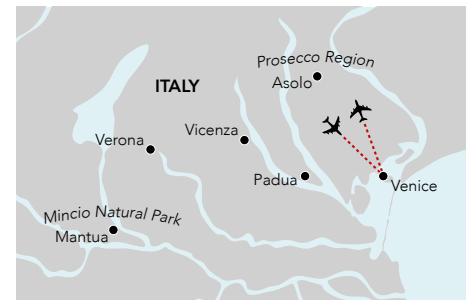 Prosecco Region
Asolo
ITALY
Vicenza
Verona
Padua
Venice
Mincio Natural Park
Mantua